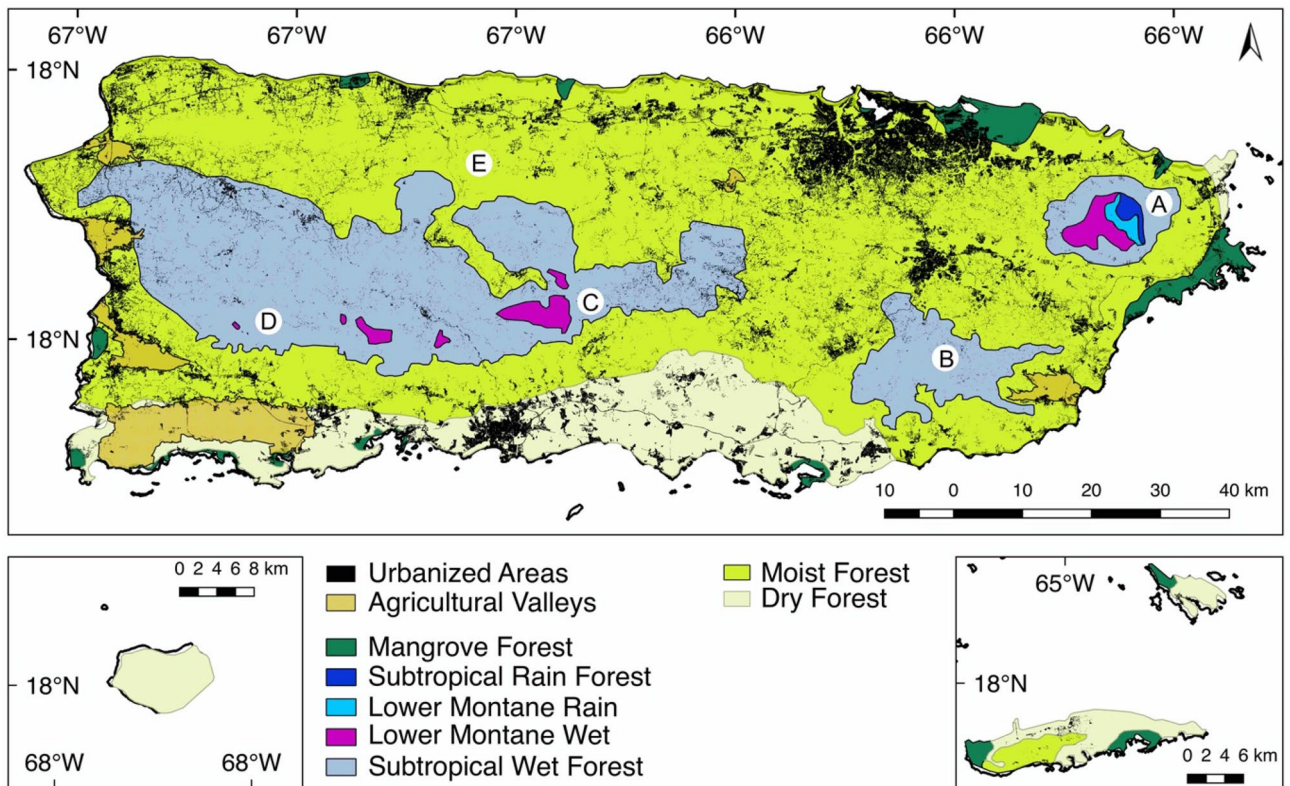 67°W 67°W 67°W 66°W 66°W 66°W
18°N
E
A
C
D
18°N
B
10 0 10 20 30 40 km
0 2 4 6 8 km
18°N
68°W 68°W
Urbanized Areas
Agricultural Valleys
Mangrove Forest
Subtropical Rain Forest
Lower Montane Rain
Lower Montane Wet
Subtropical Wet Forest
Moist Forest
Dry Forest
65°W
18°N
0 2 4 6 km